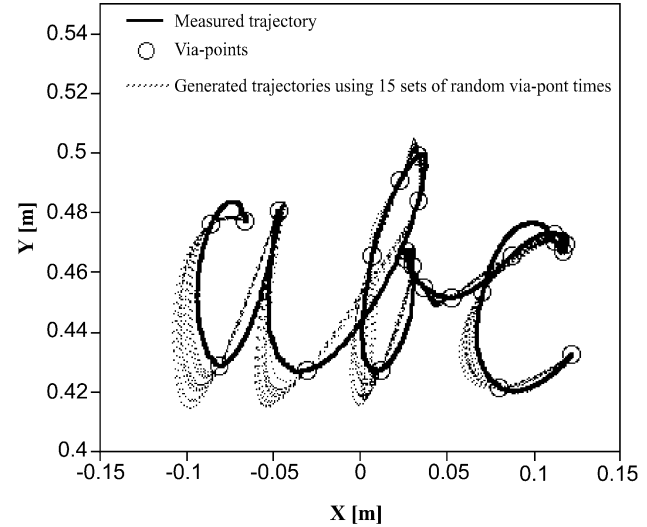 0.54
Measured trajectory
Via-points
0.52
Generated trajectories using 15 sets of random via-pont times
0.5
0.48
Y [m]
0.46
0.44
0.42
0.4
abc
-0.15 -0.1 -0.05 0 0.05 0.1 0.15
X [m]